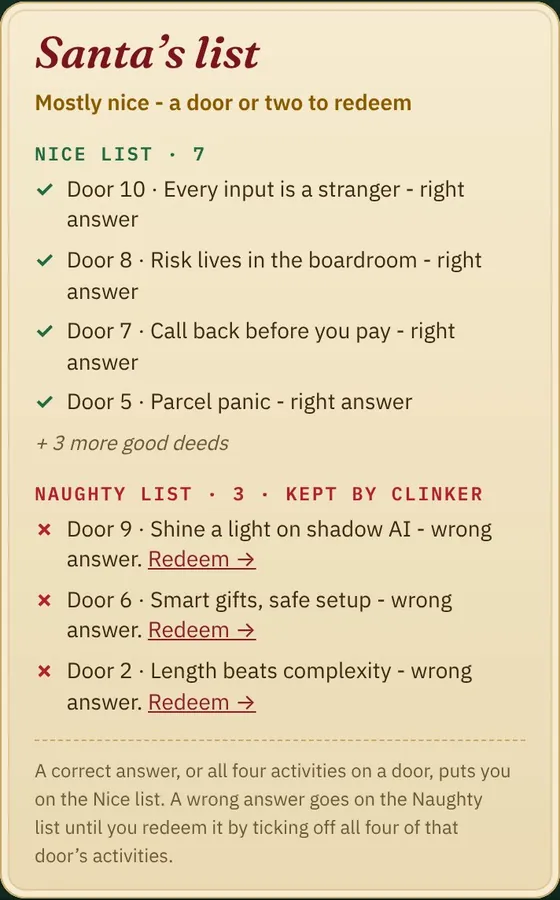 Santa’s list
Mostly nice - a door or two to redeem
NICE LIST · 7
✓ Door 10 · Every input is a stranger - right
answer
✓ Door 8 · Risk lives in the boardroom - right
answer
✓ Door 7 · Call back before you pay - right
answer
✓ Door 5 · Parcel panic - right answer
+ 3 more good deeds
NAUGHTY LIST · 3 · KEPT BY CLINKER
× Door 9 · Shine a light on shadow AI - wrong
answer. Redeem →
× Door 6 · Smart gifts, safe setup - wrong
answer. Redeem →
× Door 2 · Length beats complexity - wrong
answer. Redeem →
A correct answer, or all four activities on a door, puts you
on the Nice list. A wrong answer goes on the Naughty
list until you redeem it by ticking off all four of that
door’s activities.